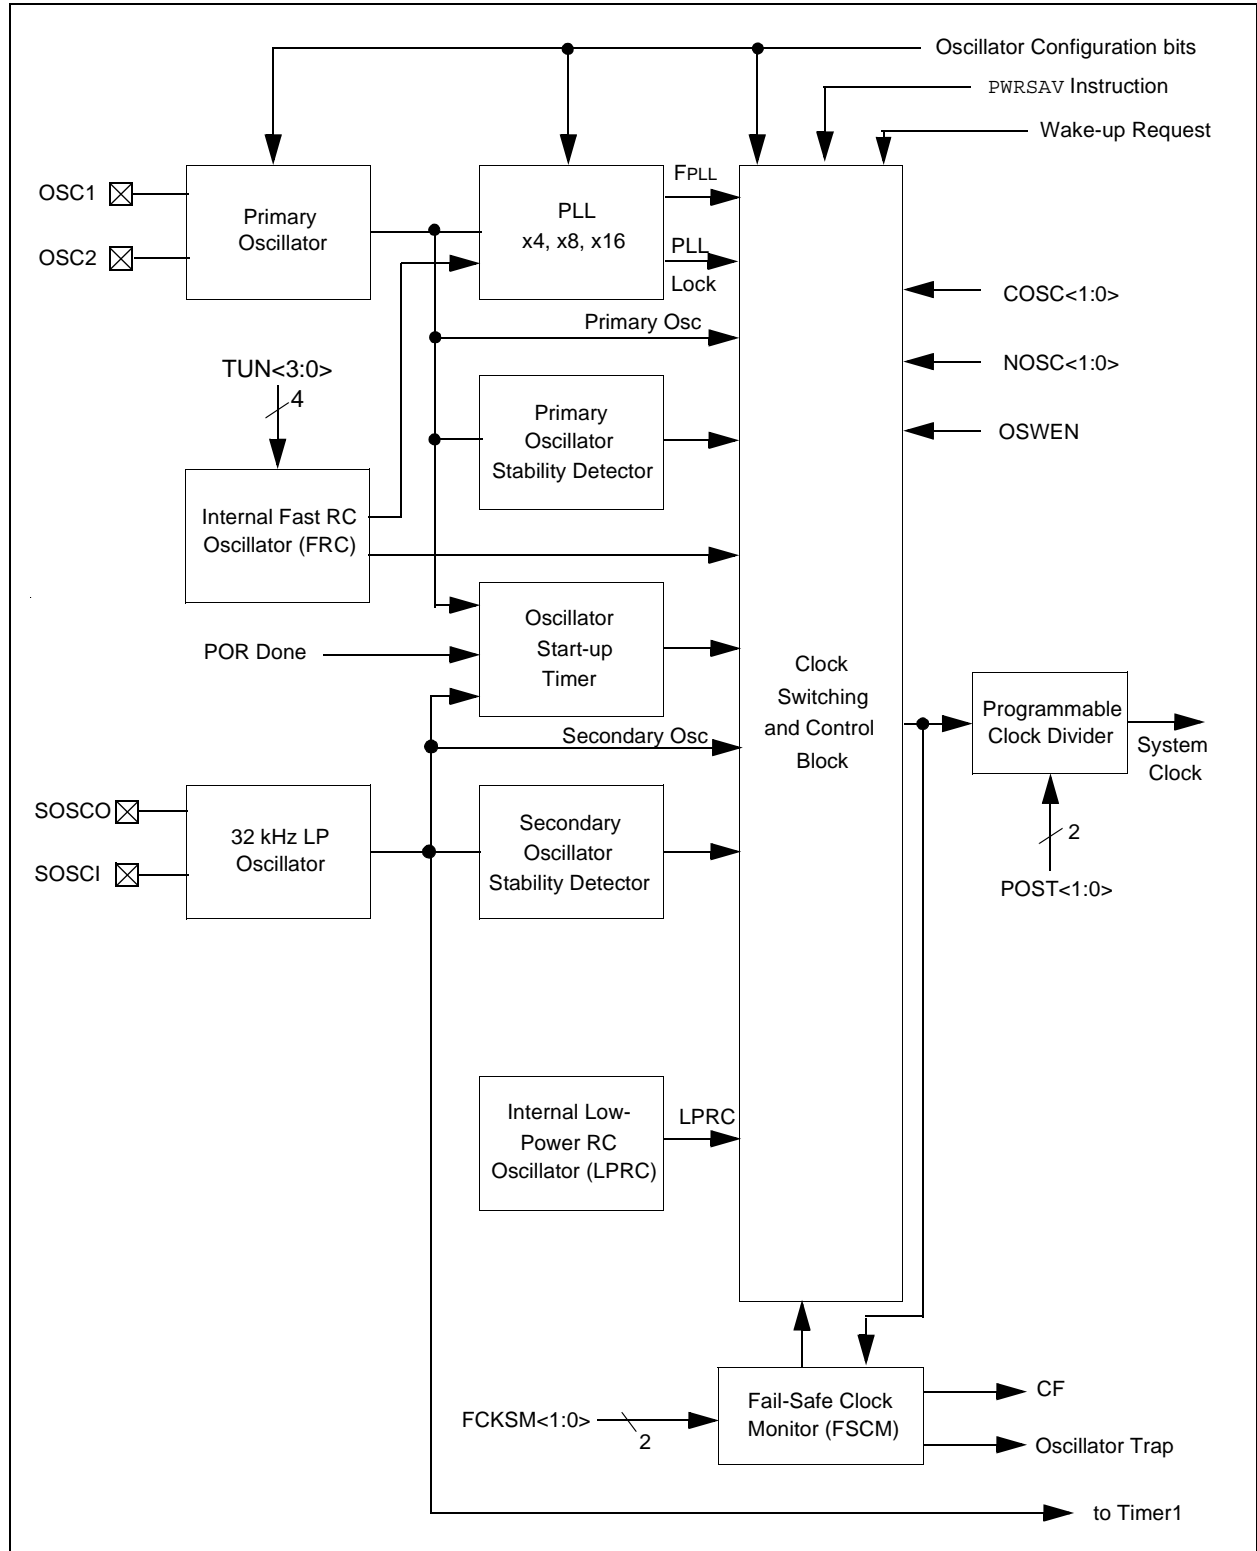 Oscillator Configuration bits
PWRSAV Instruction
Wake-up Request
OSC1
OSC2
Primary
Oscillator
PLL
x4, x8, x16
FPLL
PLL
Lock
COSC<1:0>
NOSC<1:0>
OSWEN
Primary Osc
TUN<3:0>
4
Primary
Oscillator
Stability Detector
Internal Fast RC
Oscillator (FRC)
Oscillator
Start-up
Timer
POR Done
Clock
Switching
and Control
Block
Programmable
Clock Divider
System
Clock
2
POST<1:0>
Secondary Osc
SOSCO
SOSCI
32 kHz LP
Oscillator
Secondary
Oscillator
Stability Detector
Internal Low-
Power RC
Oscillator (LPRC)
LPRC
FCKSM<1:0>
2
Fail-Safe Clock
Monitor (FSCM)
CF
Oscillator Trap
to Timer1